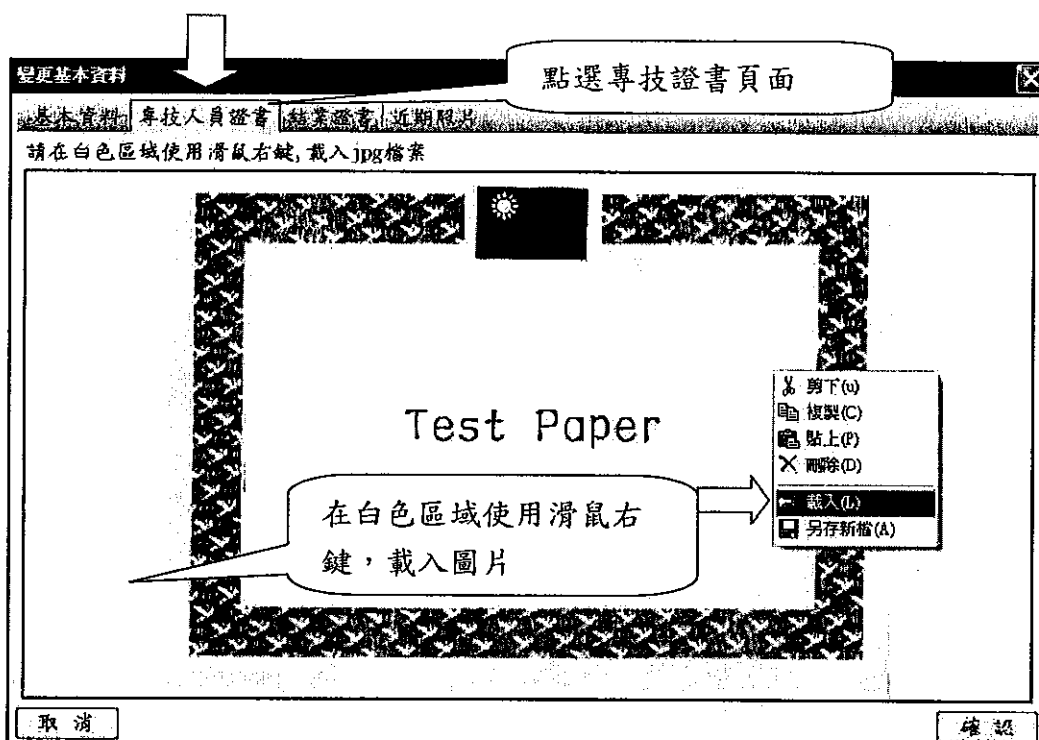 點選專技證書頁面
變更基本資料
基本資料 專技人員證書 結業證書 近期照片
請在白色區域使用滑鼠右鍵, 載入jpg檔案
剪下(u)
複製(C)
貼上(P)
刪除(D)
Test Paper
載入(L)
另存新檔(A)
在白色區域使用滑鼠右
鍵,載入圖片
取消
確認